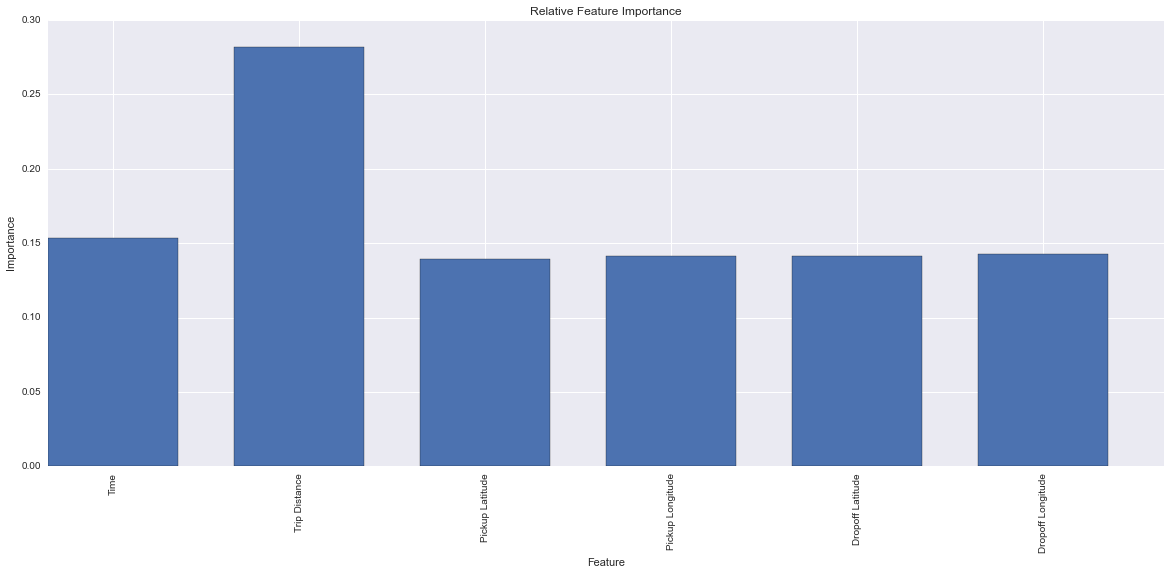 Relative Feature Importance
0.30
0.25
0.20
0.15
0.10
0.05
0.00
Importance
Time
Trip Distance
Pickup Latitude
Pickup Longitude
Dropoff Latitude
Dropoff Longitude
Feature